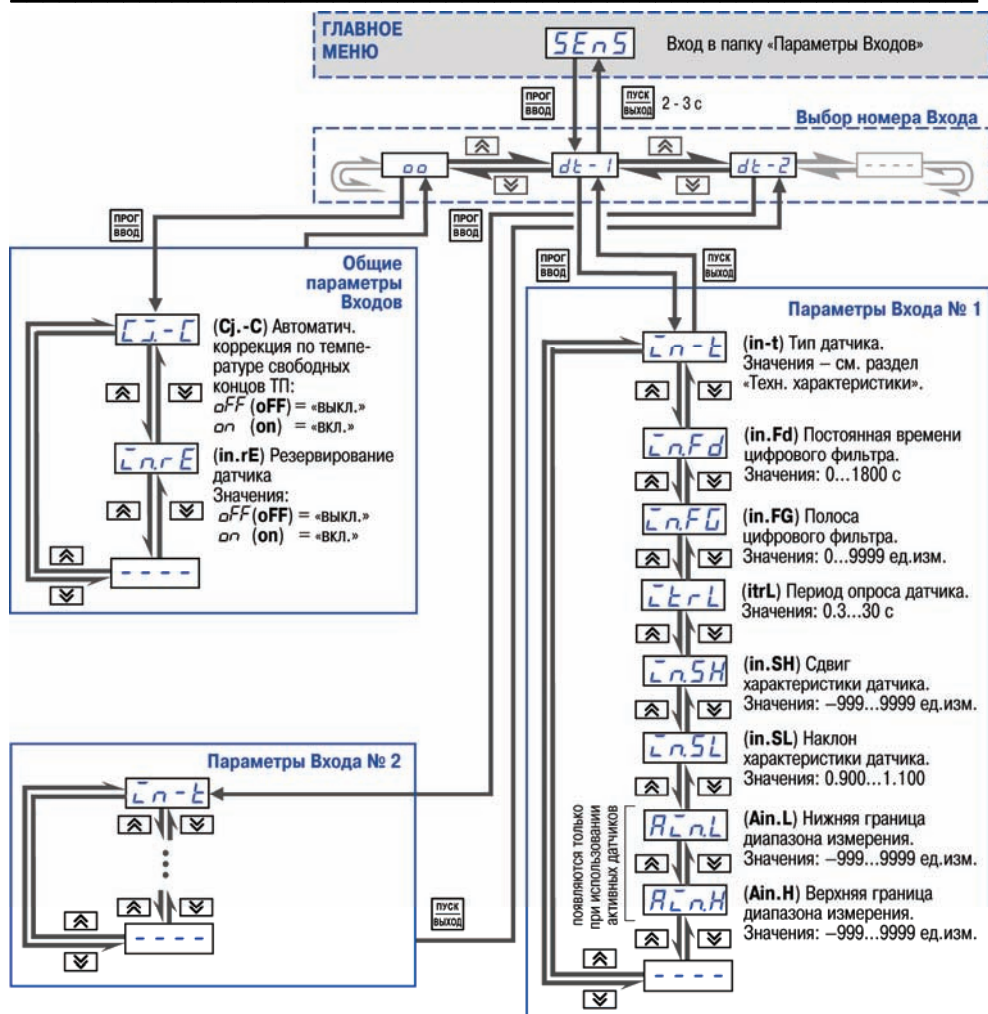 ГЛАВНОЕ
МЕНЮ
SEnS
Вход в папку «Параметры Входов»
ПРОГ
ВВОД
ПУСК
ВЫХОД
2 - 3 с
Выбор номера Входа
oo
dt-1
dt-2
- - - -
ПРОГ
ВВОД
ПРОГ
ВВОД
ПРОГ
ВВОД
ПУСК
ВЫХОД
Общие
параметры
Входов
Cj.-C
(Cj.-C) Автоматич.
коррекция по темпе-
ратуре свободных
концов ТП:
oFF (oFF) = «выкл.»
on (on) = «вкл.»
in.rE
(in.rE) Резервирование
датчика
Значения:
oFF (oFF) = «выкл.»
on (on) = «вкл.»
- - - -
Параметры Входа № 1
in-t
(in-t) Тип датчика.
Значения – см. раздел
«Техн. характеристики».
in.Fd
(in.Fd) Постоянная времени
цифрового фильтра.
Значения: 0...1800 с
in.FG
(in.FG) Полоса
цифрового фильтра.
Значения: 0...9999 ед.изм.
itrL
(itrL) Период опроса датчика.
Значения: 0.3...30 с
in.SH
(in.SH) Сдвиг
характеристики датчика.
Значения: –999...9999 ед.изм.
in.SL
(in.SL) Наклон
характеристики датчика.
Значения: 0.900...1.100
появляются только
при использовании
активных датчиков
Ain.L
(Ain.L) Нижняя граница
диапазона измерения.
Значения: –999...9999 ед.изм.
Ain.H
(Ain.H) Верхняя граница
диапазона измерения.
Значения: –999...9999 ед.изм.
- - - -
Параметры Входа № 2
in-t
- - - -
ПУСК
ВЫХОД